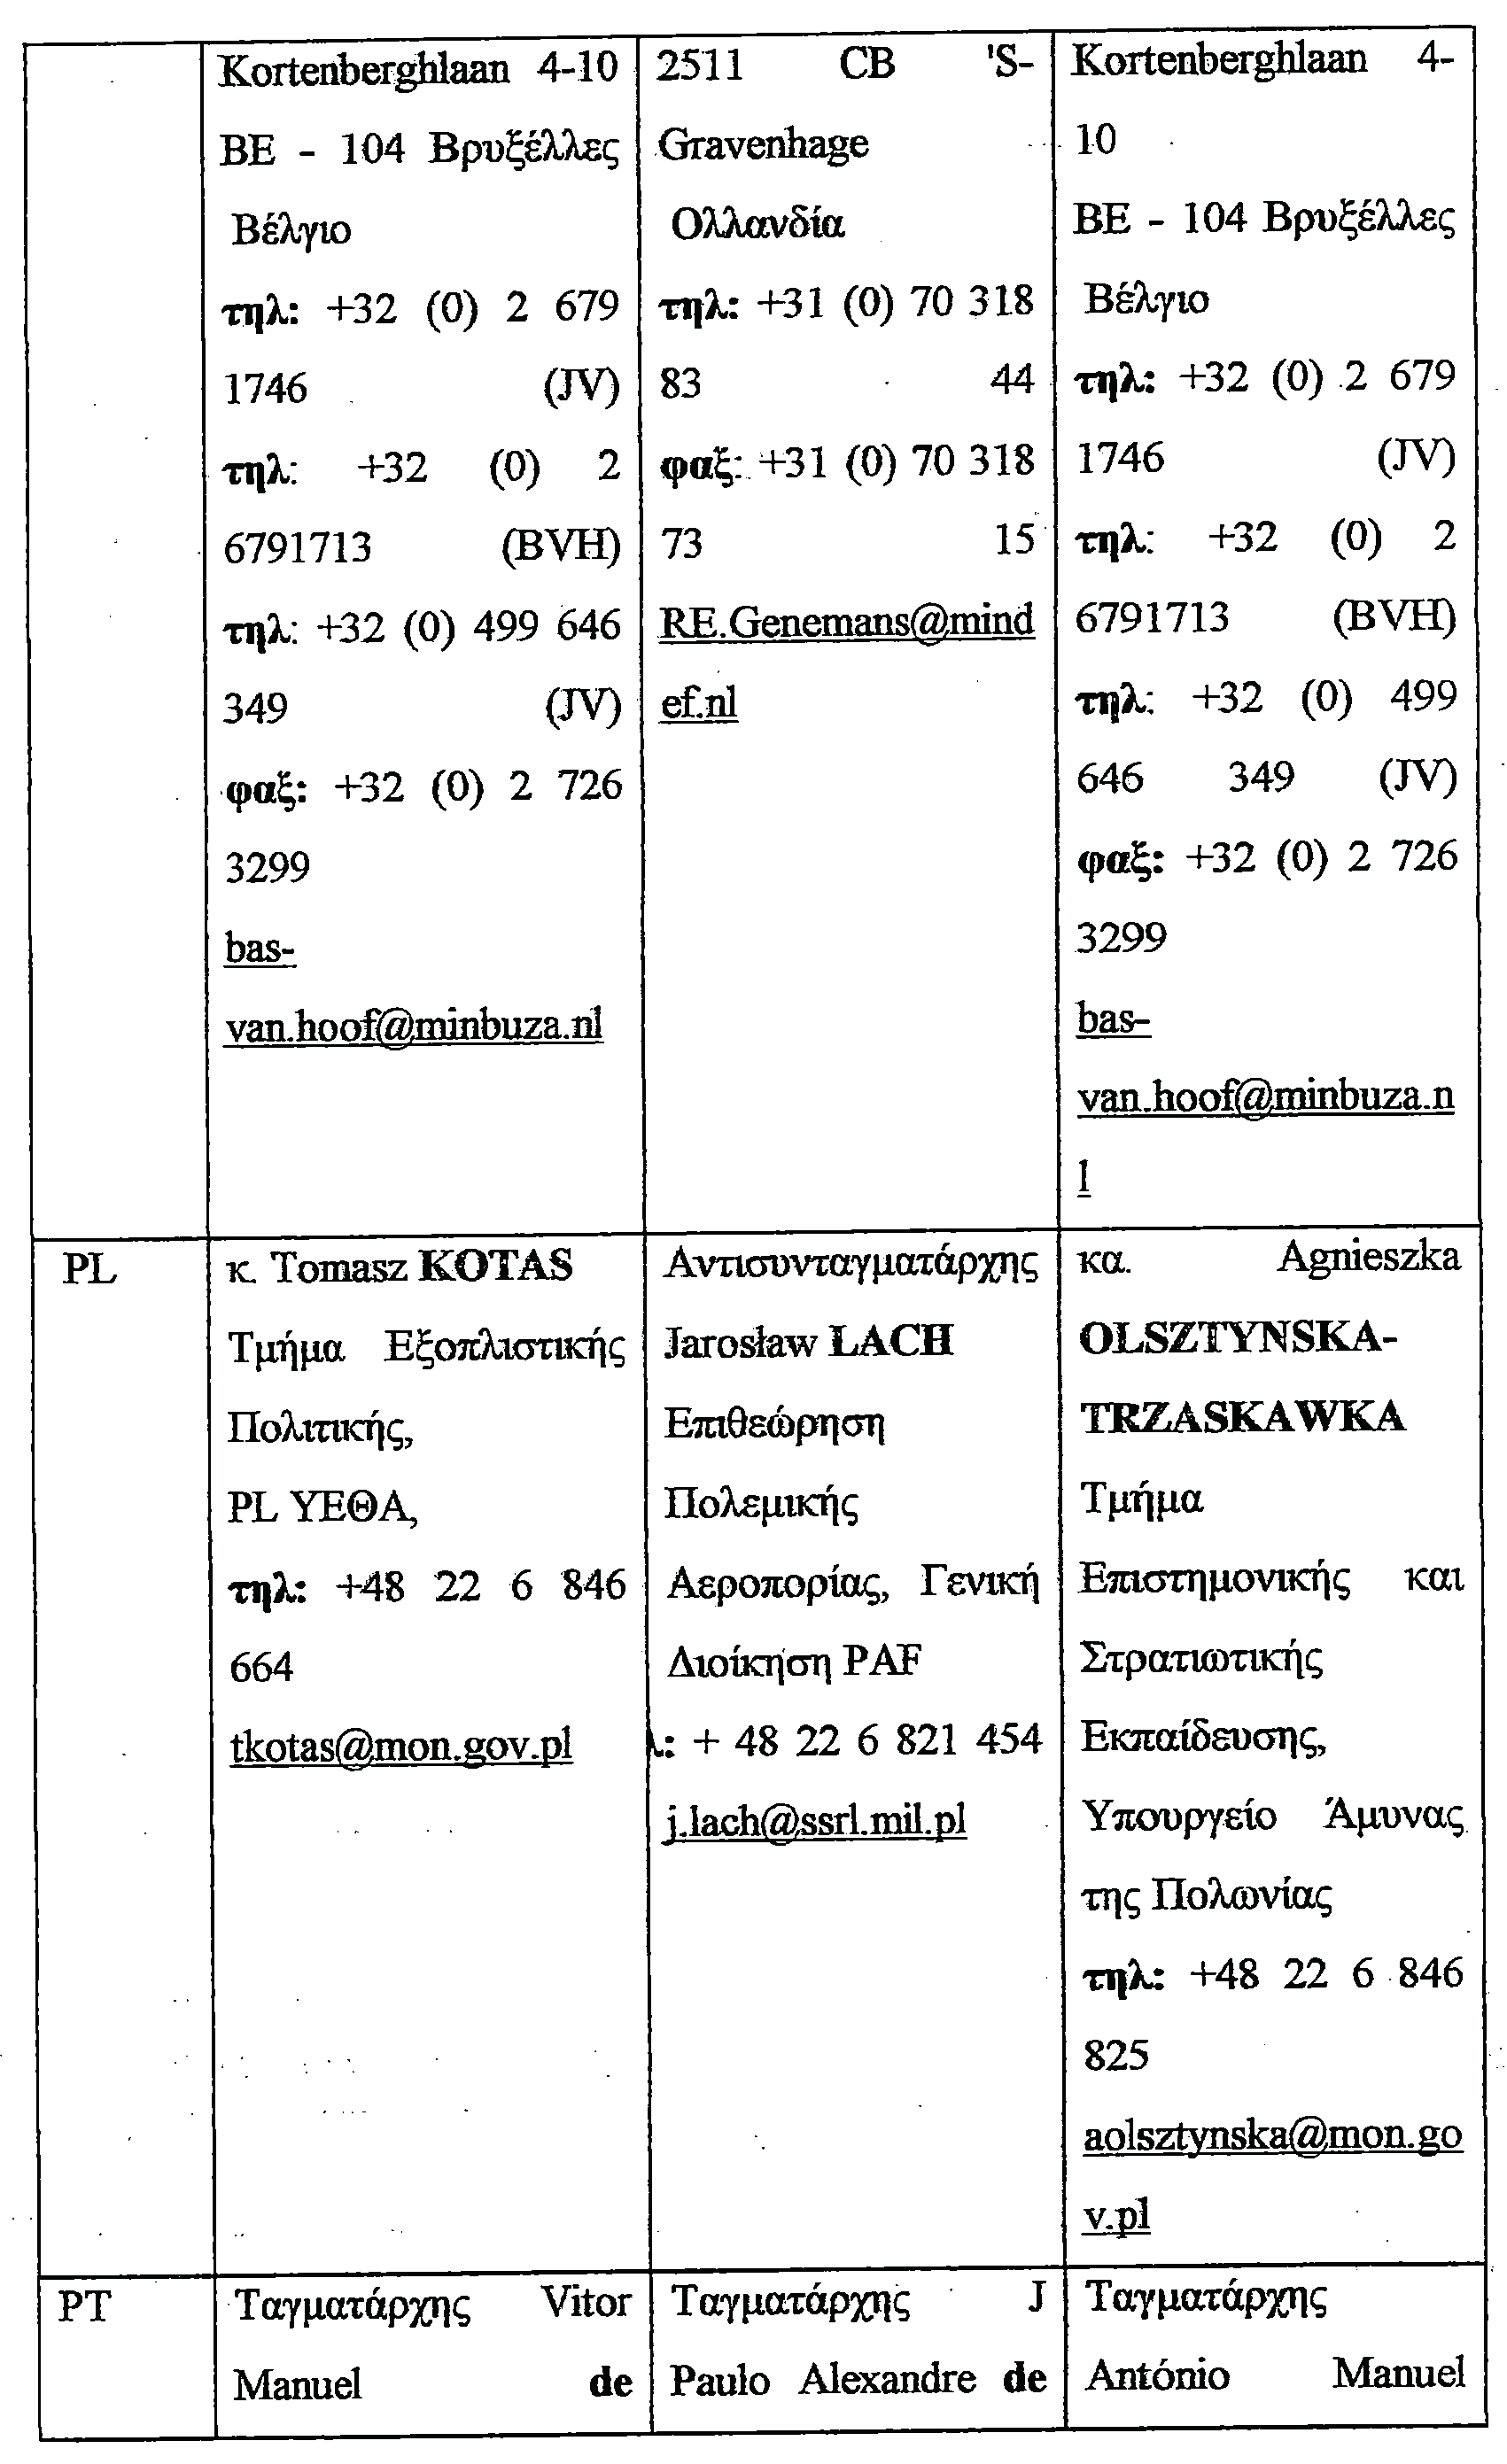 Kortenberghlaan 4-10
BE - 104 Βρυξέλλες
Βέλγιο
τηλ: +32 (0) 2 679
1746 (JV)
τηλ: +32 (0) 2
6791713 (BVH)
τηλ: +32 (0) 499 646
349 (JV)
φαξ: +32 (0) 2 726
3299
bas-
van.hoof@minbuza.nl
2511 CB 'S-
Gravenhage
Ολλανδία
τηλ: +31 (0) 70 318
83 44
φαξ: +31 (0) 70 318
73 15
RE.Genemans@mind
ef.nl
Kortenberghlaan 4-
10
BE - 104 Βρυξέλλες
Βέλγιο
τηλ: +32 (0) 2 679
1746 (JV)
τηλ: +32 (0) 2
6791713 (BVH)
τηλ: +32 (0) 499
646 349 (JV)
φαξ: +32 (0) 2 726
3299
bas-
van.hoof@minbuza.n
l
PL
κ. Tomasz KOTAS
Τμήμα Εξοπλιστικής
Πολιτικής,
PL ΥΕΘΑ,
τηλ: +48 22 6 846
664
tkotas@mon.gov.pl
Αντισυνταγματάρχης
Jarosław LACH
Επιθεώρηση
Πολεμικής
Αεροπορίας, Γενική
Διοίκηση PAF
λ: + 48 22 6 821 454
j.lach@ssrl.mil.pl
κα. Agnieszka
OLSZTYNSKA-
TRZASKAWKA
Τμήμα
Επιστημονικής και
Στρατιωτικής
Εκπαίδευσης,
Υπουργείο Άμυνας
της Πολωνίας
τηλ: +48 22 6 846
825
aolsztynska@mon.go
v.pl
PT
Ταγματάρχης Vitor
Manuel de
Ταγματάρχης J
Paulo Alexandre de
Ταγματάρχης
António Manuel